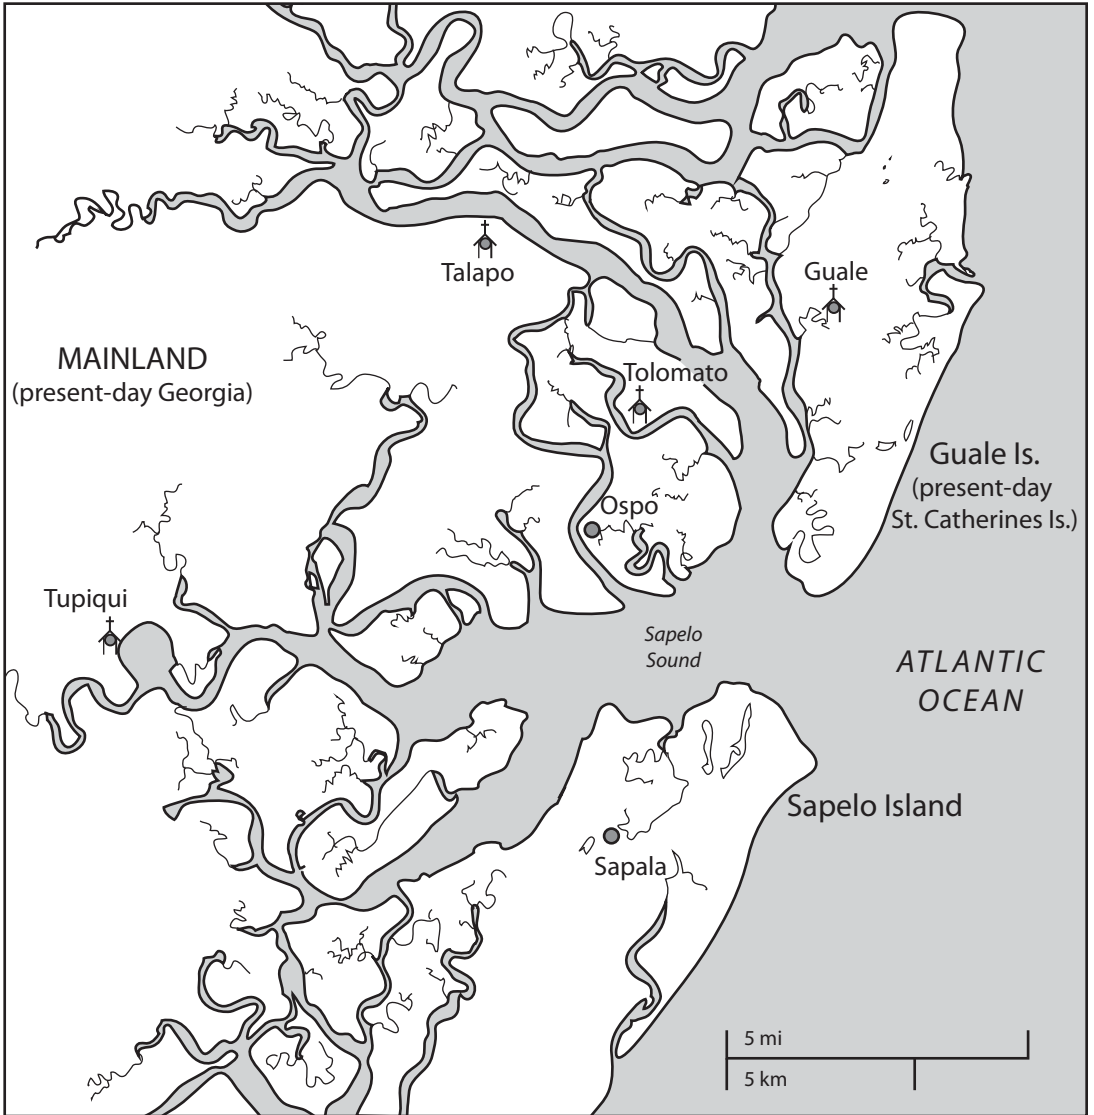 Talapo
Guale
MAINLAND
(present-day Georgia)
Tolomato
Guale Is.
(present-day
St. Catherines Is.)
Ospo
Tupiqui
Sapelo
Sound
ATLANTIC
OCEAN
Sapelo Island
Sapala
5 mi
5 km